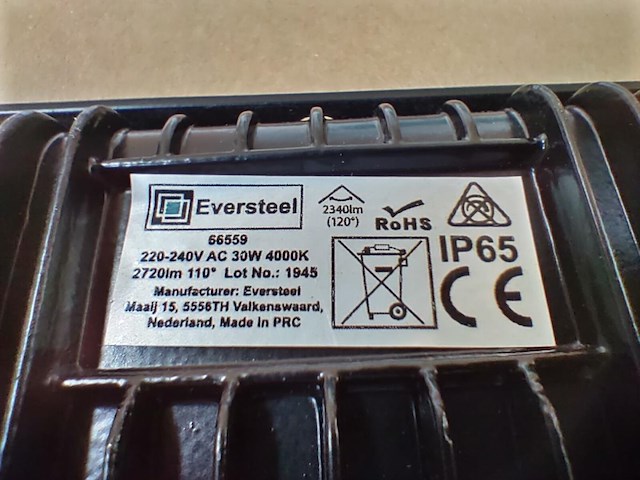 Eversteel
66559
220-240V AC 30W 4000K
2720lm 110° Lot No.: 1945
Manufacturer: Eversteel
Maaij 15, 5556TH Valkenswaard,
Nederland, Made in PRC
2340lm
(120°)
RoHS
IP65
CE